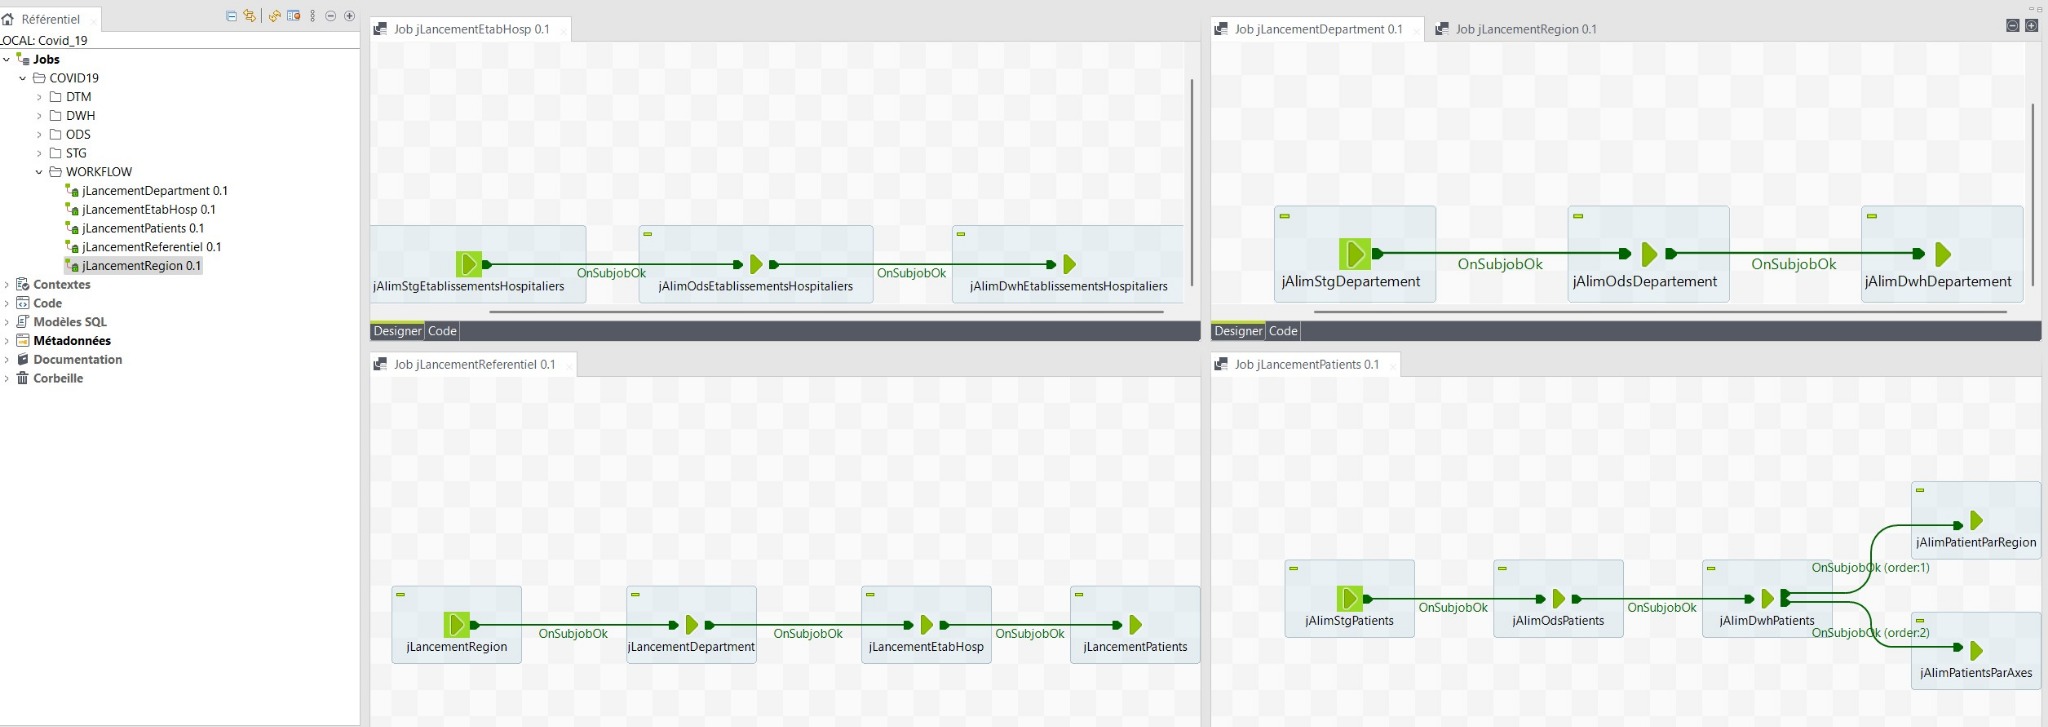 Référentiel
LOCAL: Covid_19
Jobs
COVID19
DTM
DWH
ODS
STG
WORKFLOW
jLancementDepartment 0.1
jLancementEtabHosp 0.1
jLancementPatients 0.1
jLancementReferentiel 0.1
jLancementRegion 0.1
Contextes
Code
Modèles SQL
Métadonnées
Documentation
Corbeille
Job jLancementEtabHosp 0.1
OnSubjobOk OnSubjobOk
jAlimStgEtablissementsHospitaliers jAlimOdsEtablissementsHospitaliers jAlimDwhEtablissementsHospitaliers
Designer Code
Job jLancementDepartment 0.1 Job jLancementRegion 0.1
OnSubjobOk OnSubjobOk
jAlimStgDepartement jAlimOdsDepartement jAlimDwhDepartement
Designer Code
Job jLancementReferentiel 0.1
OnSubjobOk OnSubjobOk OnSubjobOk
jLancementRegion jLancementDepartment jLancementEtabHosp jLancementPatients
Job jLancementPatients 0.1
jAlimPatientParRegion
OnSubjobOk (order:1)
OnSubjobOk OnSubjobOk
jAlimStgPatients jAlimOdsPatients jAlimDwhPatients
OnSubjobOk (order:2)
jAlimPatientsParAxes